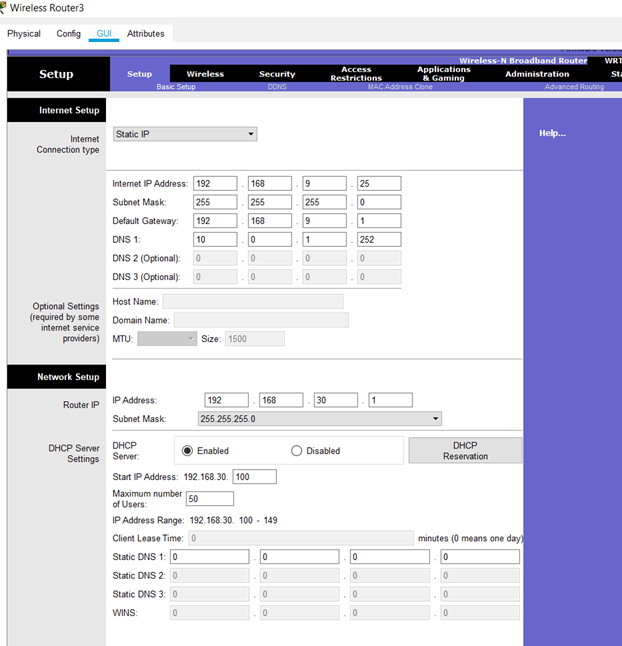 Wireless Router3
Physical Config GUI Attributes
Wireless-N Broadband Router WRT
Setup
Setup Wireless Security Access Restrictions Applications & Gaming Administration
Basic Setup DDNS MAC Address Clone Advanced Routing
Internet Setup
Help...
Internet Connection type
Static IP
Internet IP Address: 192 . 168 . 9 . 25
Subnet Mask: 255 . 255 . 255 . 0
Default Gateway: 192 . 168 . 9 . 1
DNS 1: 10 . 0 . 1 . 252
DNS 2 (Optional): 0 . 0 . 0 . 0
DNS 3 (Optional): 0 . 0 . 0 . 0
Optional Settings
(required by some
internet service
providers)
Host Name:
Domain Name:
MTU: Size: 1500
Network Setup
Router IP
IP Address: 192 . 168 . 30 . 1
Subnet Mask: 255.255.255.0
DHCP Server
Settings
DHCP
Server:
Enabled Disabled
DHCP
Reservation
Start IP Address: 192.168.30. 100
Maximum number
of Users: 50
IP Address Range: 192.168.30. 100 - 149
Client Lease Time: 0 minutes (0 means one day)
Static DNS 1: 0 . 0 . 0 . 0
Static DNS 2: 0 . 0 . 0 . 0
Static DNS 3: 0 . 0 . 0 . 0
WINS: 0 . 0 . 0 . 0